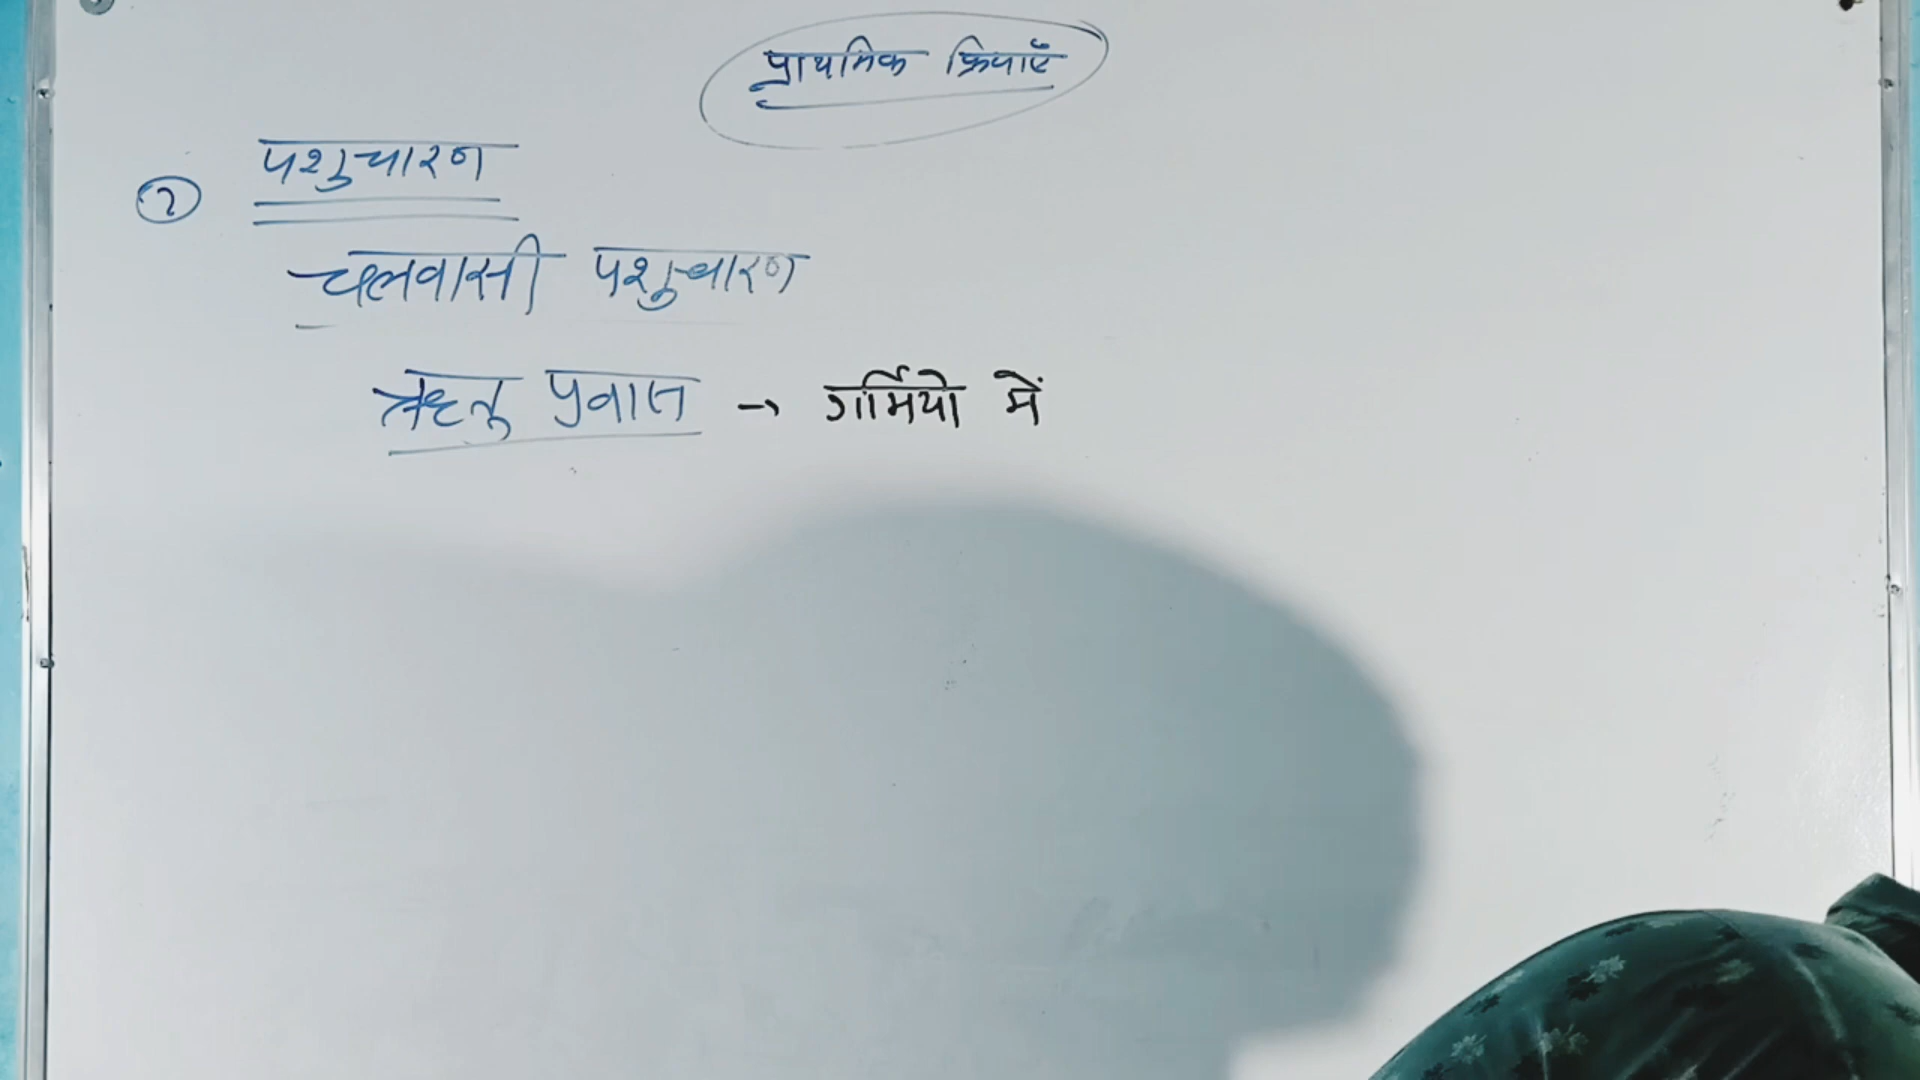 प्राथमिक क्रियाएँ
② पशुचारण
चलवासी पशुचारण
ऋतु प्रवास → गर्मियो में